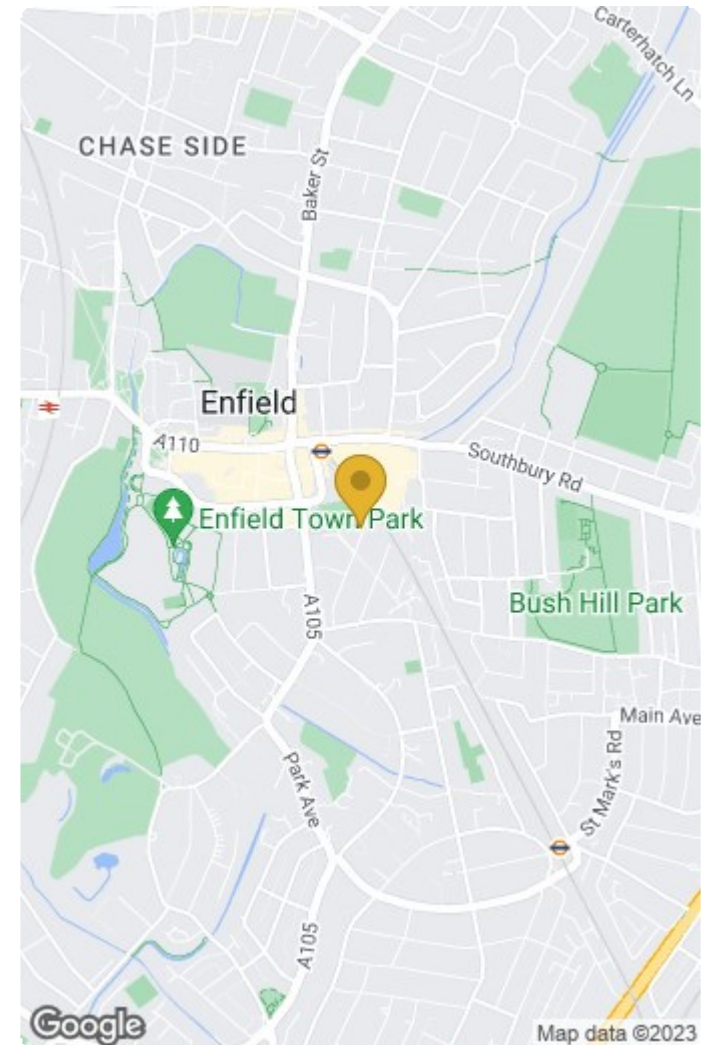 Carterhatch Ln
CHASE SIDE
Baker St
Enfield
A110
Southbury Rd
Enfield Town Park
Bush Hill Park
A105
Main Ave
St Mark's Rd
Park Ave
A105
Google
Map data ©2023